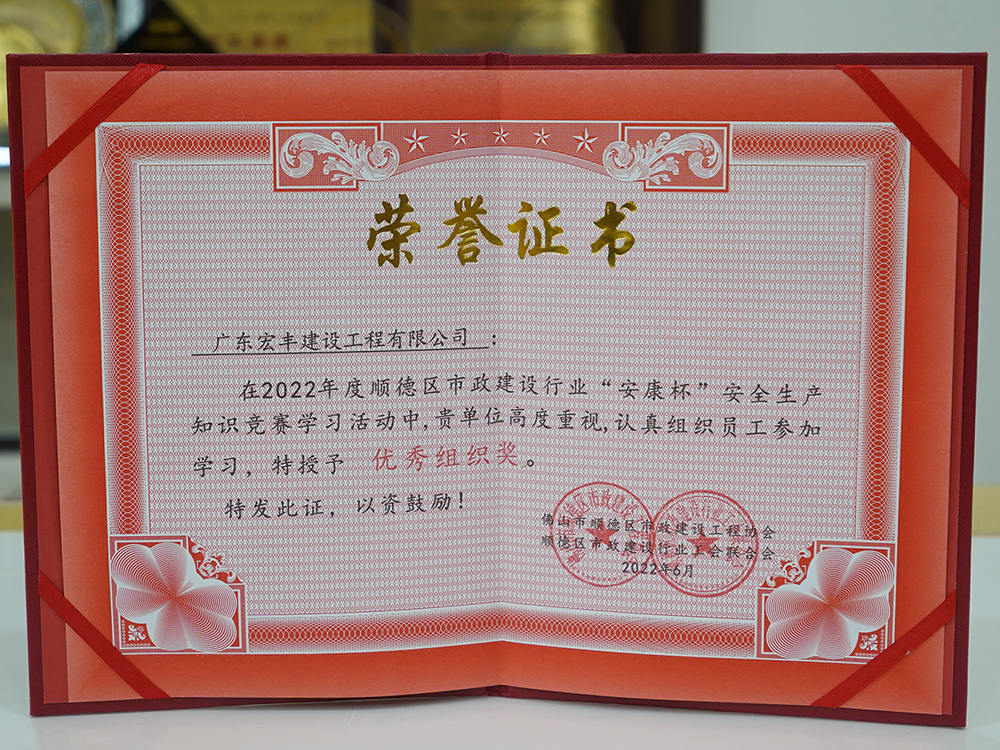 荣誉证书
广东宏丰建设工程有限公司：
在2022年度顺德区市政建设行业“安康杯”安全生产
知识竞赛学习活动中,贵单位高度重视,认真组织员工参加
学习，特授予 优秀组织奖。
特发此证，以资鼓励！
佛山市顺德区市政建设工程协会
顺德区市政建设行业工会联合会
2022年6月